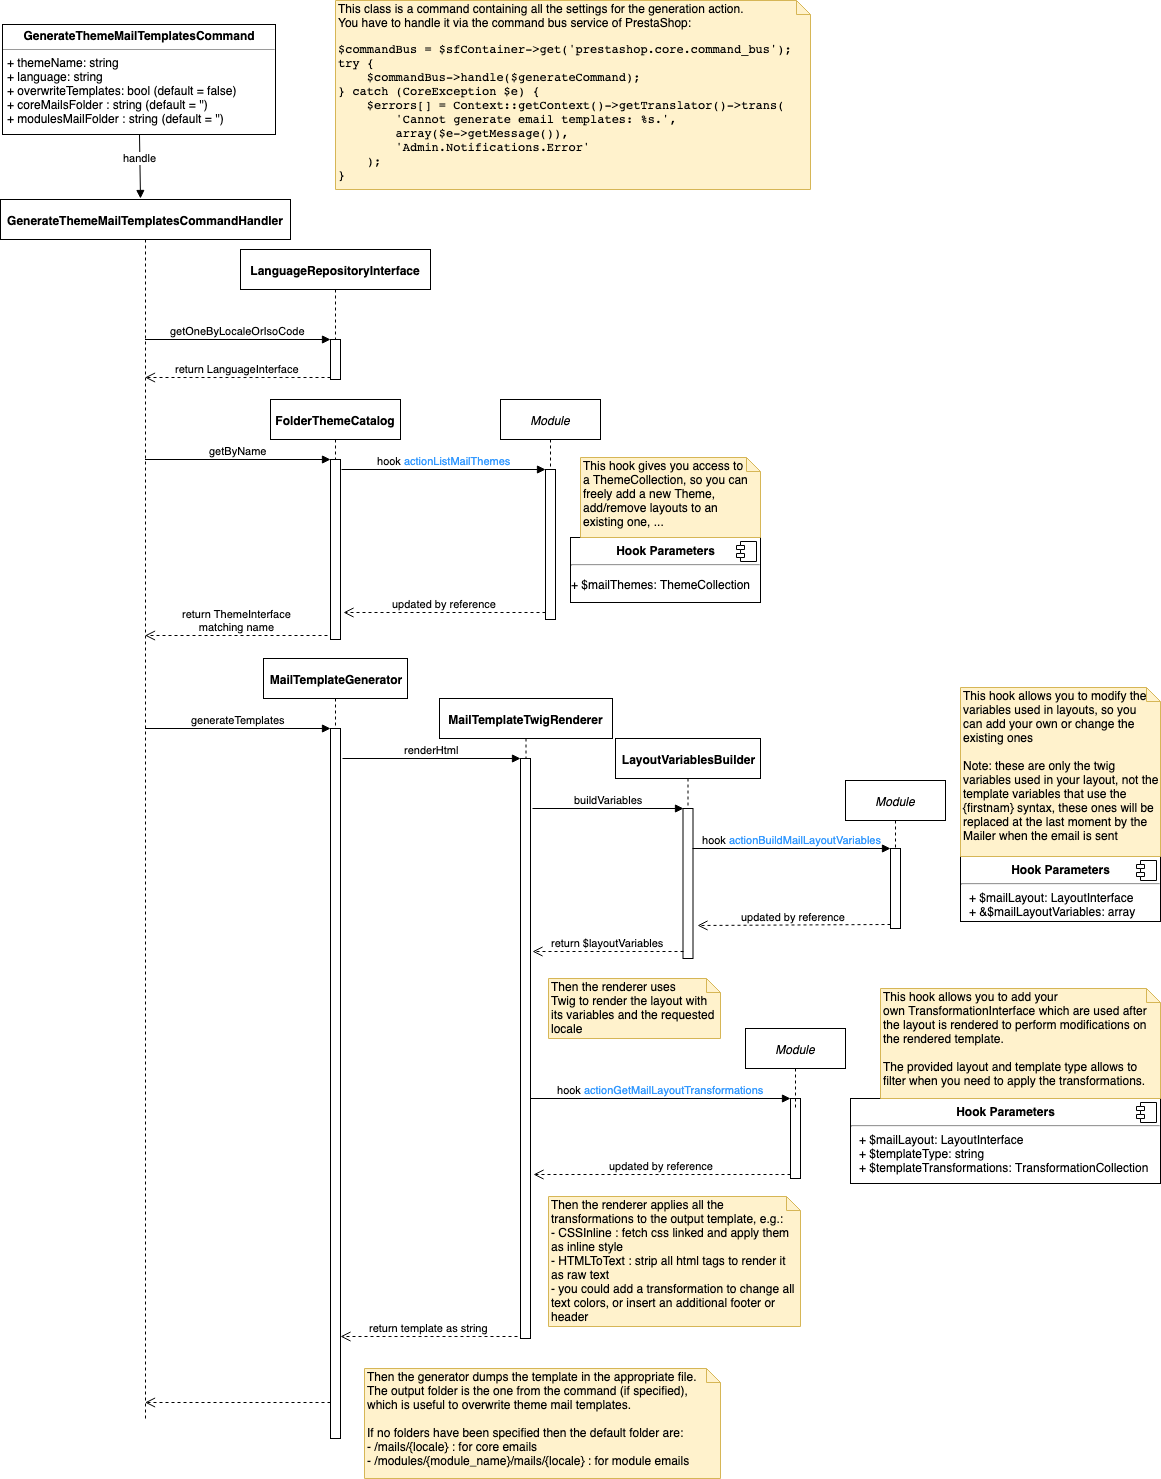 This class is a command containing all the settings for the generation action.
You have to handle it via the command bus service of PrestaShop:
$commandBus = $sfContainer->get('prestashop.core.command_bus');
try {
    $commandBus->handle($generateCommand);
} catch (CoreException $e) {
    $errors[] = Context::getContext()->getTranslator()->trans(
        'Cannot generate email templates: %s.',
        array($e->getMessage()),
        'Admin.Notifications.Error'
    );
}
GenerateThemeMailTemplatesCommand
+ themeName: string
+ language: string
+ overwriteTemplates: bool (default = false)
+ coreMailsFolder : string (default = '')
+ modulesMailFolder : string (default = '')
handle
GenerateThemeMailTemplatesCommandHandler
LanguageRepositoryInterface
getOneByLocaleOrIsoCode
return LanguageInterface
FolderThemeCatalog
Module
getByName
hook actionListMailThemes
This hook gives you access to
a ThemeCollection, so you can
freely add a new Theme,
add/remove layouts to an
existing one, ...
Hook Parameters
+ $mailThemes: ThemeCollection
updated by reference
return ThemeInterface
matching name
MailTemplateGenerator
generateTemplates
MailTemplateTwigRenderer
renderHtml
LayoutVariablesBuilder
buildVariables
Module
hook actionBuildMailLayoutVariables
This hook allows you to modify the
variables used in layouts, so you
can add your own or change the
existing ones
Note: these are only the twig
variables used in your layout, not the
template variables that use the
{firstnam} syntax, these ones will be
replaced at the last moment by the
Mailer when the email is sent
Hook Parameters
+ $mailLayout: LayoutInterface
+ &$mailLayoutVariables: array
updated by reference
return $layoutVariables
Then the renderer uses
Twig to render the layout with
its variables and the requested
locale
Module
hook actionGetMailLayoutTransformations
This hook allows you to add your
own TransformationInterface which are used after
the layout is rendered to perform modifications on
the rendered template.
The provided layout and template type allows to
filter when you need to apply the transformations.
Hook Parameters
+ $mailLayout: LayoutInterface
+ $templateType: string
+ $templateTransformations: TransformationCollection
updated by reference
Then the renderer applies all the
transformations to the output template, e.g.:
- CSSInline : fetch css linked and apply them
as inline style
- HTMLToText : strip all html tags to render it
as raw text
- you could add a transformation to change all
text colors, or insert an additional footer or
header
return template as string
Then the generator dumps the template in the appropriate file.
The output folder is the one from the command (if specified),
which is useful to overwrite theme mail templates.
If no folders have been specified then the default folder are:
- /mails/{locale} : for core emails
- /modules/{module_name}/mails/{locale} : for module emails